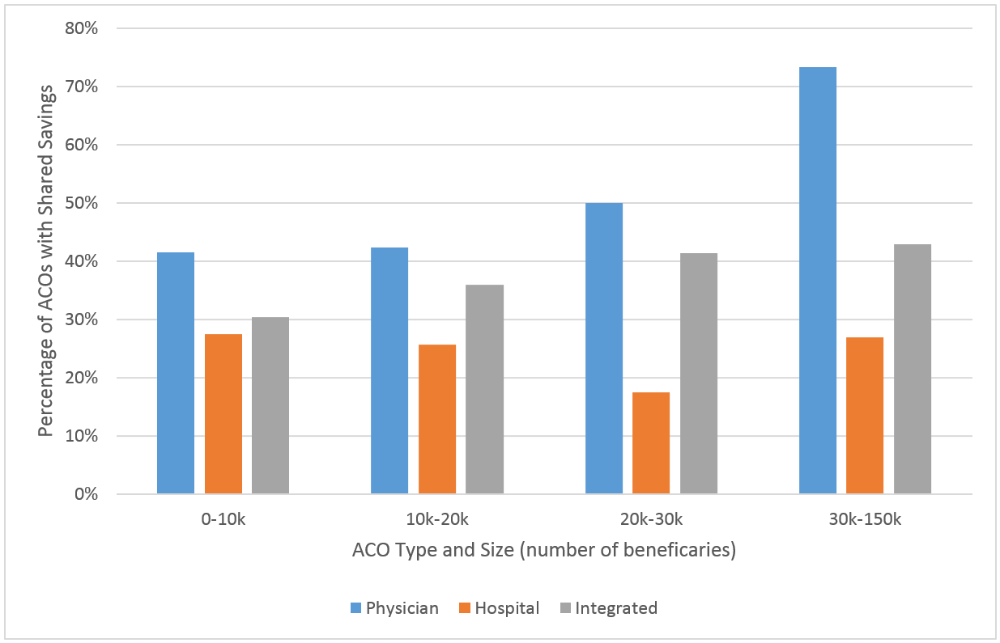 80%
70%
60%
50%
40%
30%
20%
10%
0%
Percentage of ACOs with Shared Savings
0-10k 10k-20k 20k-30k 30k-150k
ACO Type and Size (number of beneficaries)
Physician Hospital Integrated